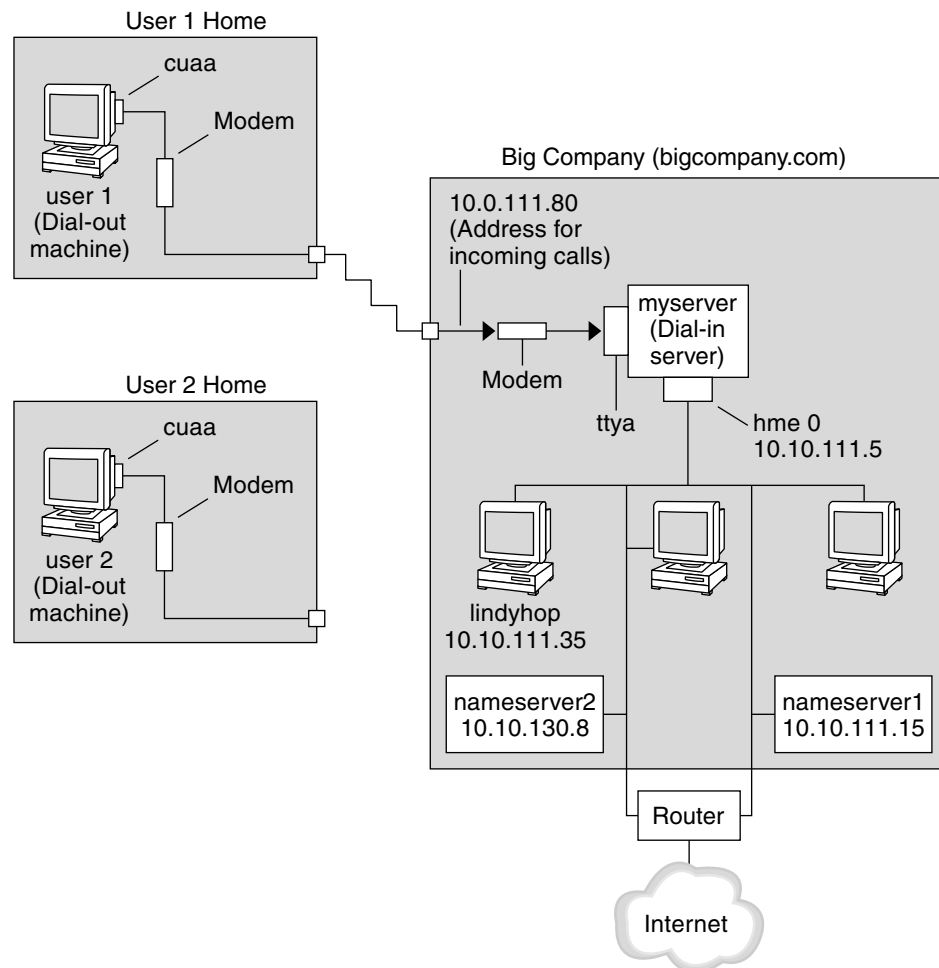 User 1 Home
cuaa
Modem
user 1
(Dial-out
machine)
Big Company (bigcompany.com)
10.0.111.80
(Address for
incoming calls)
myserver
(Dial-in
server)
Modem
ttya
hme 0
10.10.111.5
User 2 Home
cuaa
Modem
user 2
(Dial-out
machine)
lindyhop
10.10.111.35
nameserver2
10.10.130.8
nameserver1
10.10.111.15
Router
Internet